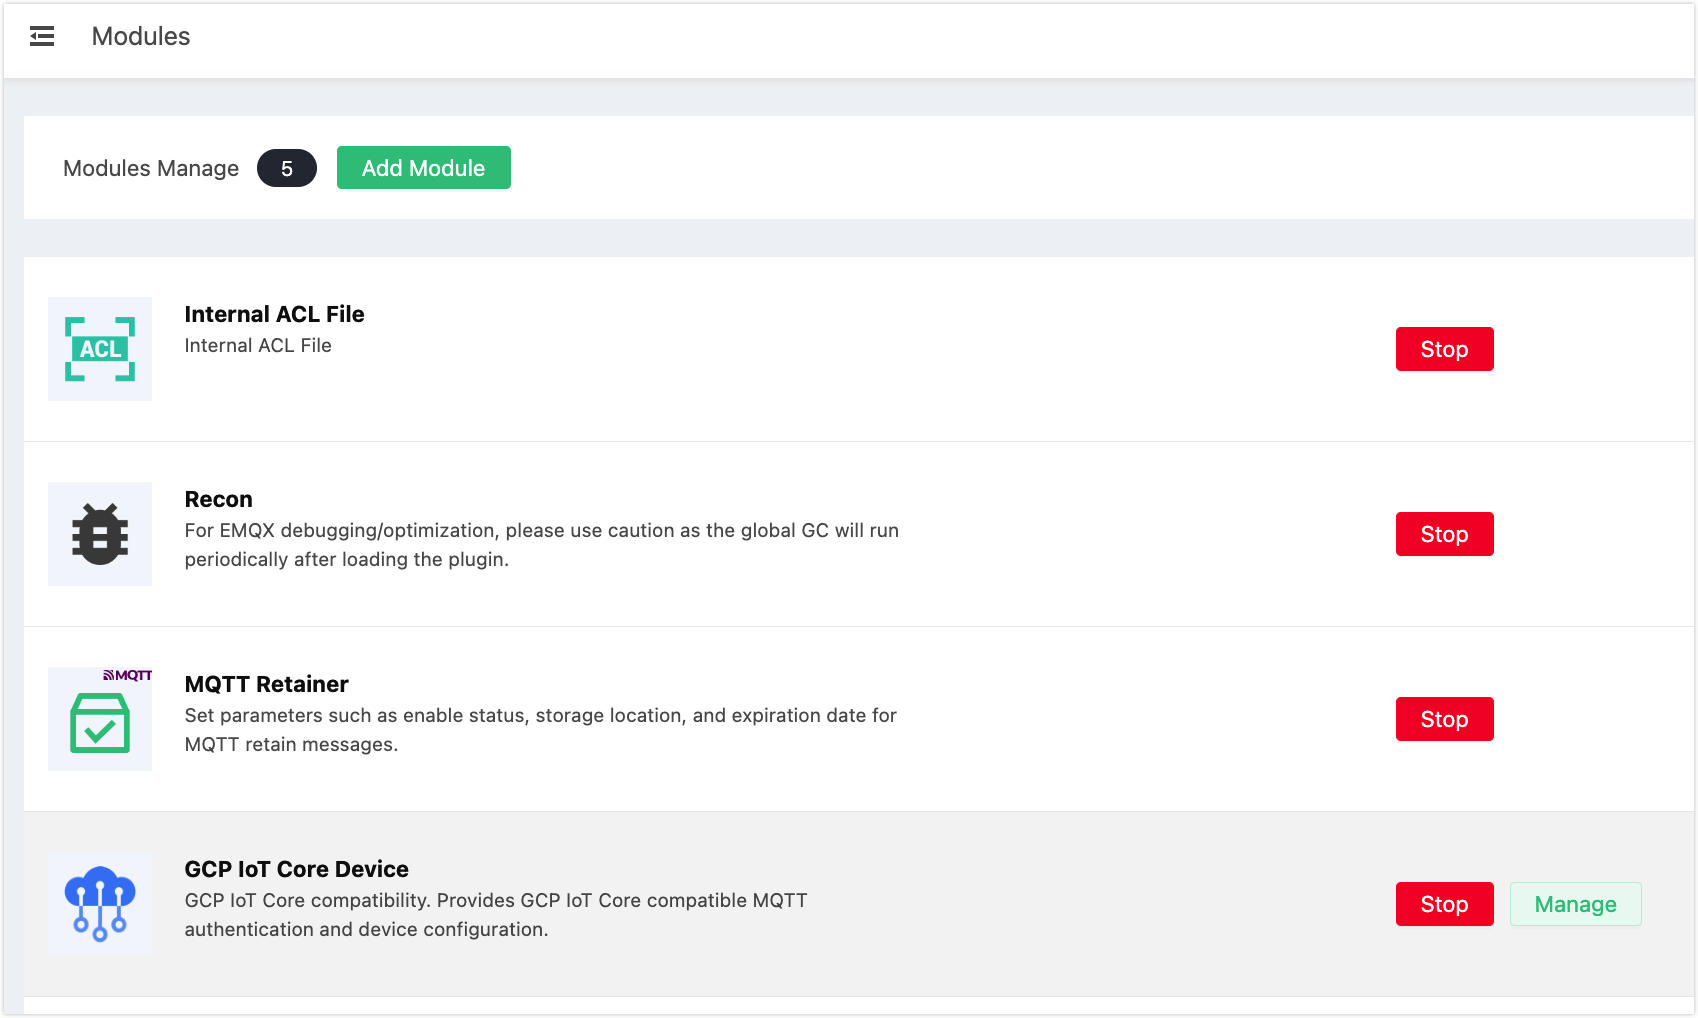 Modules
Modules Manage 5 Add Module
ACL
Internal ACL File
Internal ACL File
Stop
Recon
For EMQX debugging/optimization, please use caution as the global GC will run
periodically after loading the plugin.
Stop
MQTT
MQTT Retainer
Set parameters such as enable status, storage location, and expiration date for
MQTT retain messages.
Stop
GCP IoT Core Device
GCP IoT Core compatibility. Provides GCP IoT Core compatible MQTT
authentication and device configuration.
Stop Manage